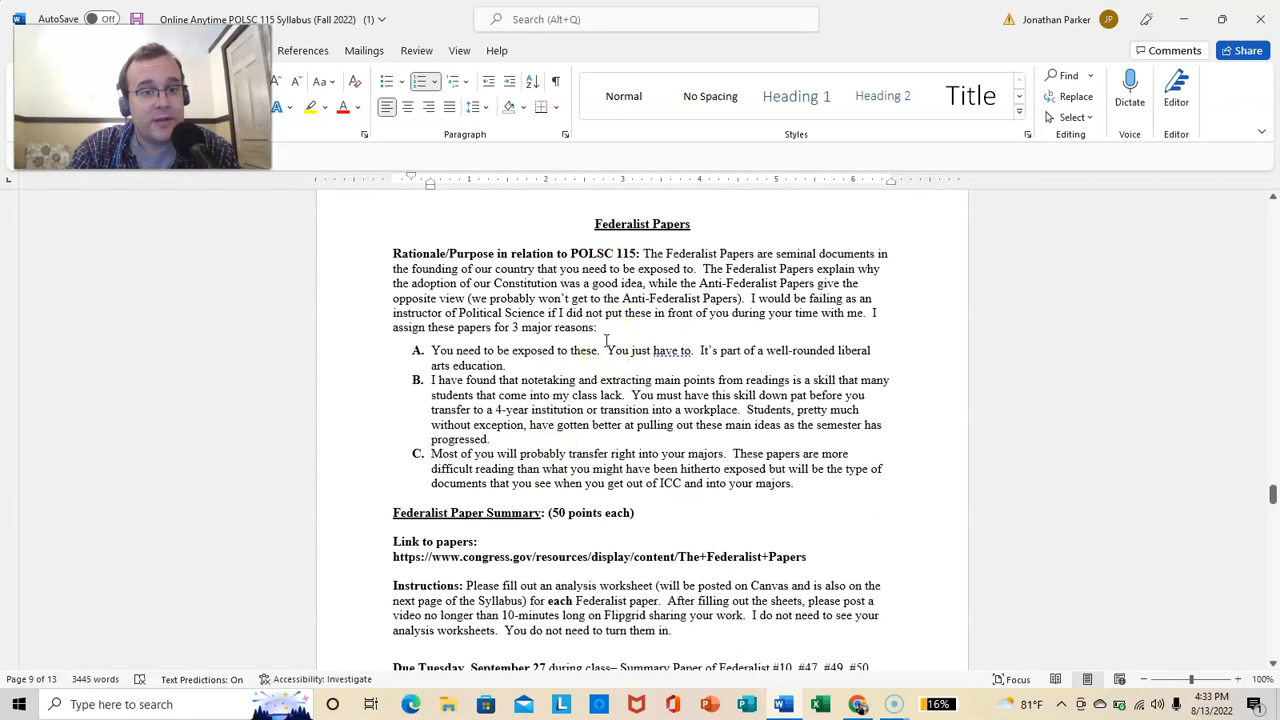 AutoSave Off Online Anytime POLSC 115 Syllabus (Fall 2022) (1) Search (Alt+Q) Jonathan Parker JP
References Mailings Review View Help Comments Share
Aa Normal No Spacing Heading 1 Heading 2 Title Find Replace Select Dictate Editor
Paragraph Styles Editing Voice Editor
1 2 3 4 5 6
Federalist Papers
Rationale/Purpose in relation to POLSC 115: The Federalist Papers are seminal documents in
the founding of our country that you need to be exposed to. The Federalist Papers explain why
the adoption of our Constitution was a good idea, while the Anti-Federalist Papers give the
opposite view (we probably won't get to the Anti-Federalist Papers). I would be failing as an
instructor of Political Science if I did not put these in front of you during your time with me. I
assign these papers for 3 major reasons:
A. You need to be exposed to these. You just have to. It's part of a well-rounded liberal
arts education.
B. I have found that notetaking and extracting main points from readings is a skill that many
students that come into my class lack. You must have this skill down pat before you
transfer to a 4-year institution or transition into a workplace. Students, pretty much
without exception, have gotten better at pulling out these main ideas as the semester has
progressed.
C. Most of you will probably transfer right into your majors. These papers are more
difficult reading than what you might have been hitherto exposed but will be the type of
documents that you see when you get out of ICC and into your majors.
Federalist Paper Summary: (50 points each)
Link to papers:
https://www.congress.gov/resources/display/content/The+Federalist+Papers
Instructions: Please fill out an analysis worksheet (will be posted on Canvas and is also on the
next page of the Syllabus) for each Federalist paper. After filling out the sheets, please post a
video no longer than 10-minutes long on Flipgrid sharing your work. I do not need to see your
analysis worksheets. You do not need to turn them in.
Due Tuesday, September 27 during class– Summary Paper of Federalist #10, #47, #49, #50
Page 9 of 13 3445 words Text Predictions: On Accessibility: Investigate Focus 100%
Type here to search 16% 81°F 4:33 PM
8/13/2022